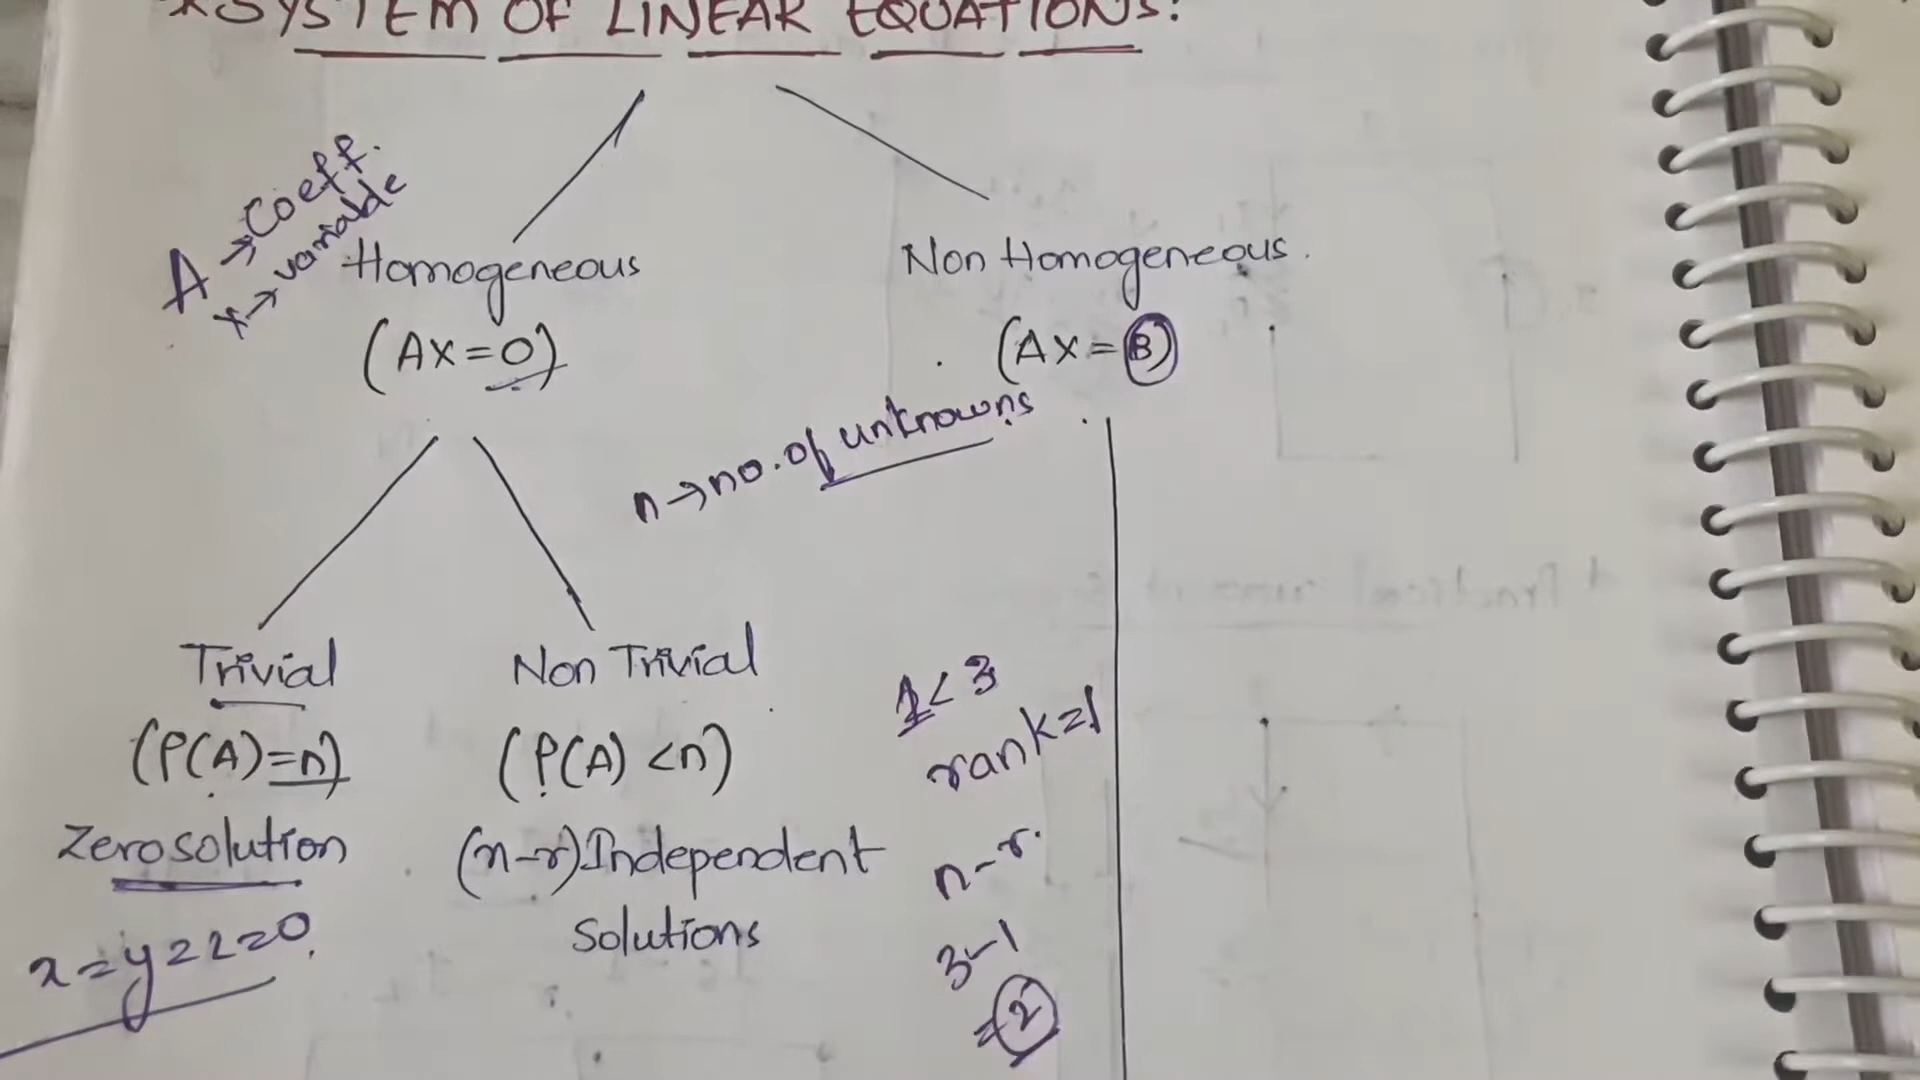 *SYSTEM OF LINEAR EQUATIONS:
A → Coeff.
X → variable
Homogeneous
(AX=0)
Non Homogeneous.
(AX=B)
n → no. of unknowns
Trivial
(ρ(A)=n)
Zero solution
x=y=z=0.
Non Trivial
(ρ(A) <n)
(n-r) Independent
Solutions
1<3
rank=1
n-r.
3-1
=2